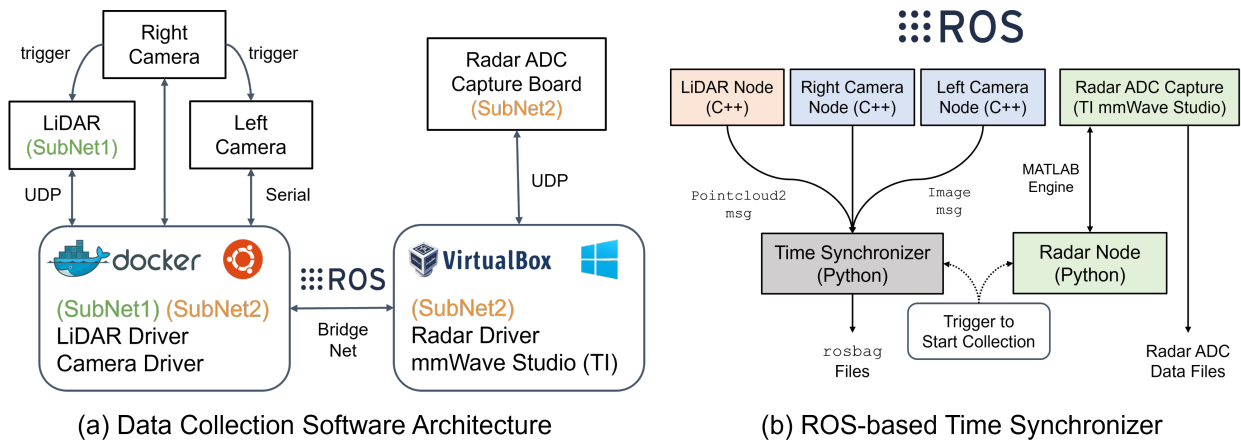 Right
Camera
trigger
trigger
LiDAR
(SubNet1)
Left
Camera
UDP
Serial
Radar ADC
Capture Board
(SubNet2)
UDP
docker
(SubNet1) (SubNet2)
LiDAR Driver
Camera Driver
ROS
Bridge
Net
VirtualBox
(SubNet2)
Radar Driver
mmWave Studio (TI)
(a) Data Collection Software Architecture
ROS
LiDAR Node
(C++)
Right Camera
Node (C++)
Left Camera
Node (C++)
Radar ADC Capture
(TI mmWave Studio)
Pointcloud2
msg
Image
msg
MATLAB
Engine
Time Synchronizer
(Python)
Radar Node
(Python)
Trigger to
Start Collection
rosbag
Files
Radar ADC
Data Files
(b) ROS-based Time Synchronizer